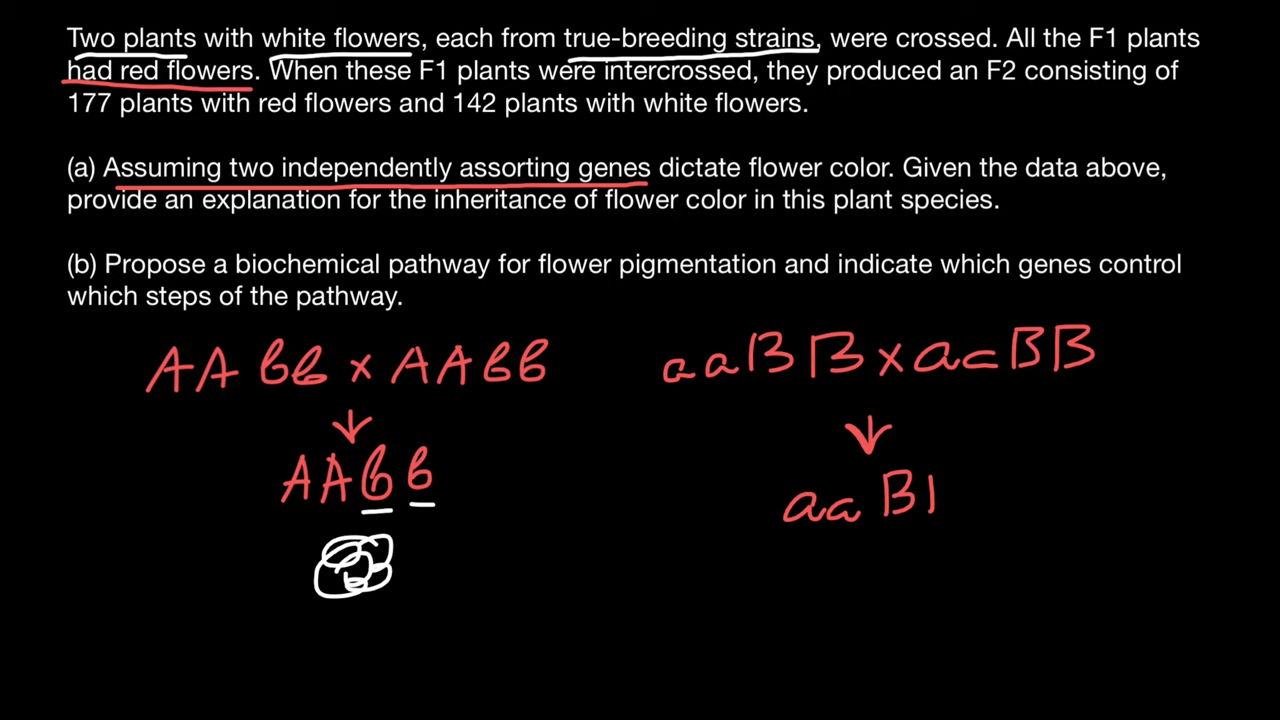 Two plants with white flowers, each from true-breeding strains, were crossed. All the F1 plants
had red flowers. When these F1 plants were intercrossed, they produced an F2 consisting of
177 plants with red flowers and 142 plants with white flowers.
(a) Assuming two independently assorting genes dictate flower color. Given the data above,
provide an explanation for the inheritance of flower color in this plant species.
(b) Propose a biochemical pathway for flower pigmentation and indicate which genes control
which steps of the pathway.
AAbb x AAbb
aaBB x aaBB
AAbb
aaB